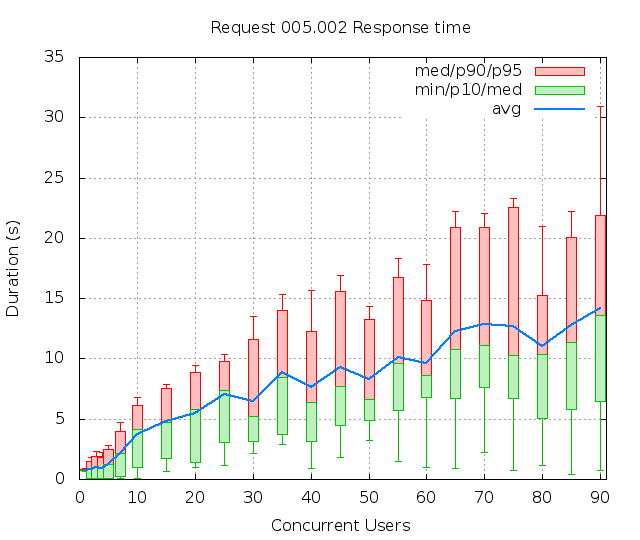 Request 005.002 Response time
med/p90/p95
min/p10/med
avg
Duration (s)
35
30
25
20
15
10
5
0
0 10 20 30 40 50 60 70 80 90
Concurrent Users